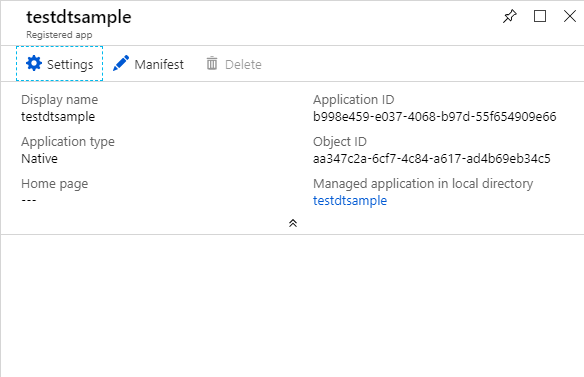 testdtsample
Registered app
Settings Manifest Delete
Display name
testdtsample
Application type
Native
Home page
---
Application ID
b998e459-e037-4068-b97d-55f654909e66
Object ID
aa347c2a-6cf7-4c84-a617-ad4b69eb34c5
Managed application in local directory
testdtsample